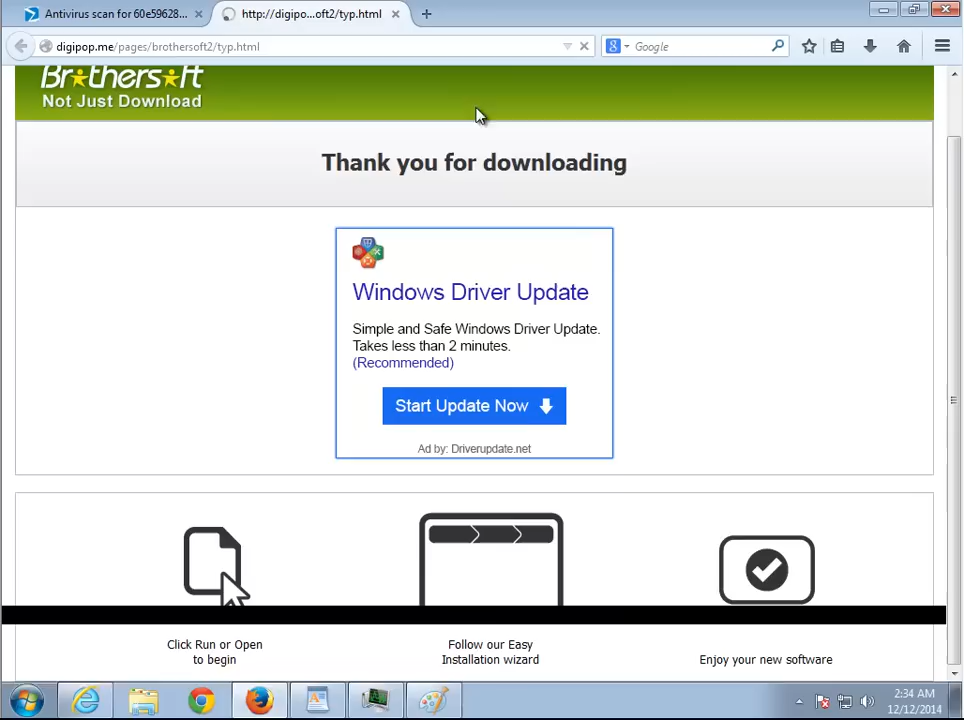 Antivirus scan for 60e59628...
http://digipo...oft2/typ.html
digipop.me/pages/brothersoft2/typ.html
Google
Brothersoft
Not Just Download
Thank you for downloading
Windows Driver Update
Simple and Safe Windows Driver Update.
Takes less than 2 minutes.
(Recommended)
Start Update Now
Ad by: Driverupdate.net
Click Run or Open
to begin
Follow our Easy
Installation wizard
Enjoy your new software
2:34 AM
12/12/2014